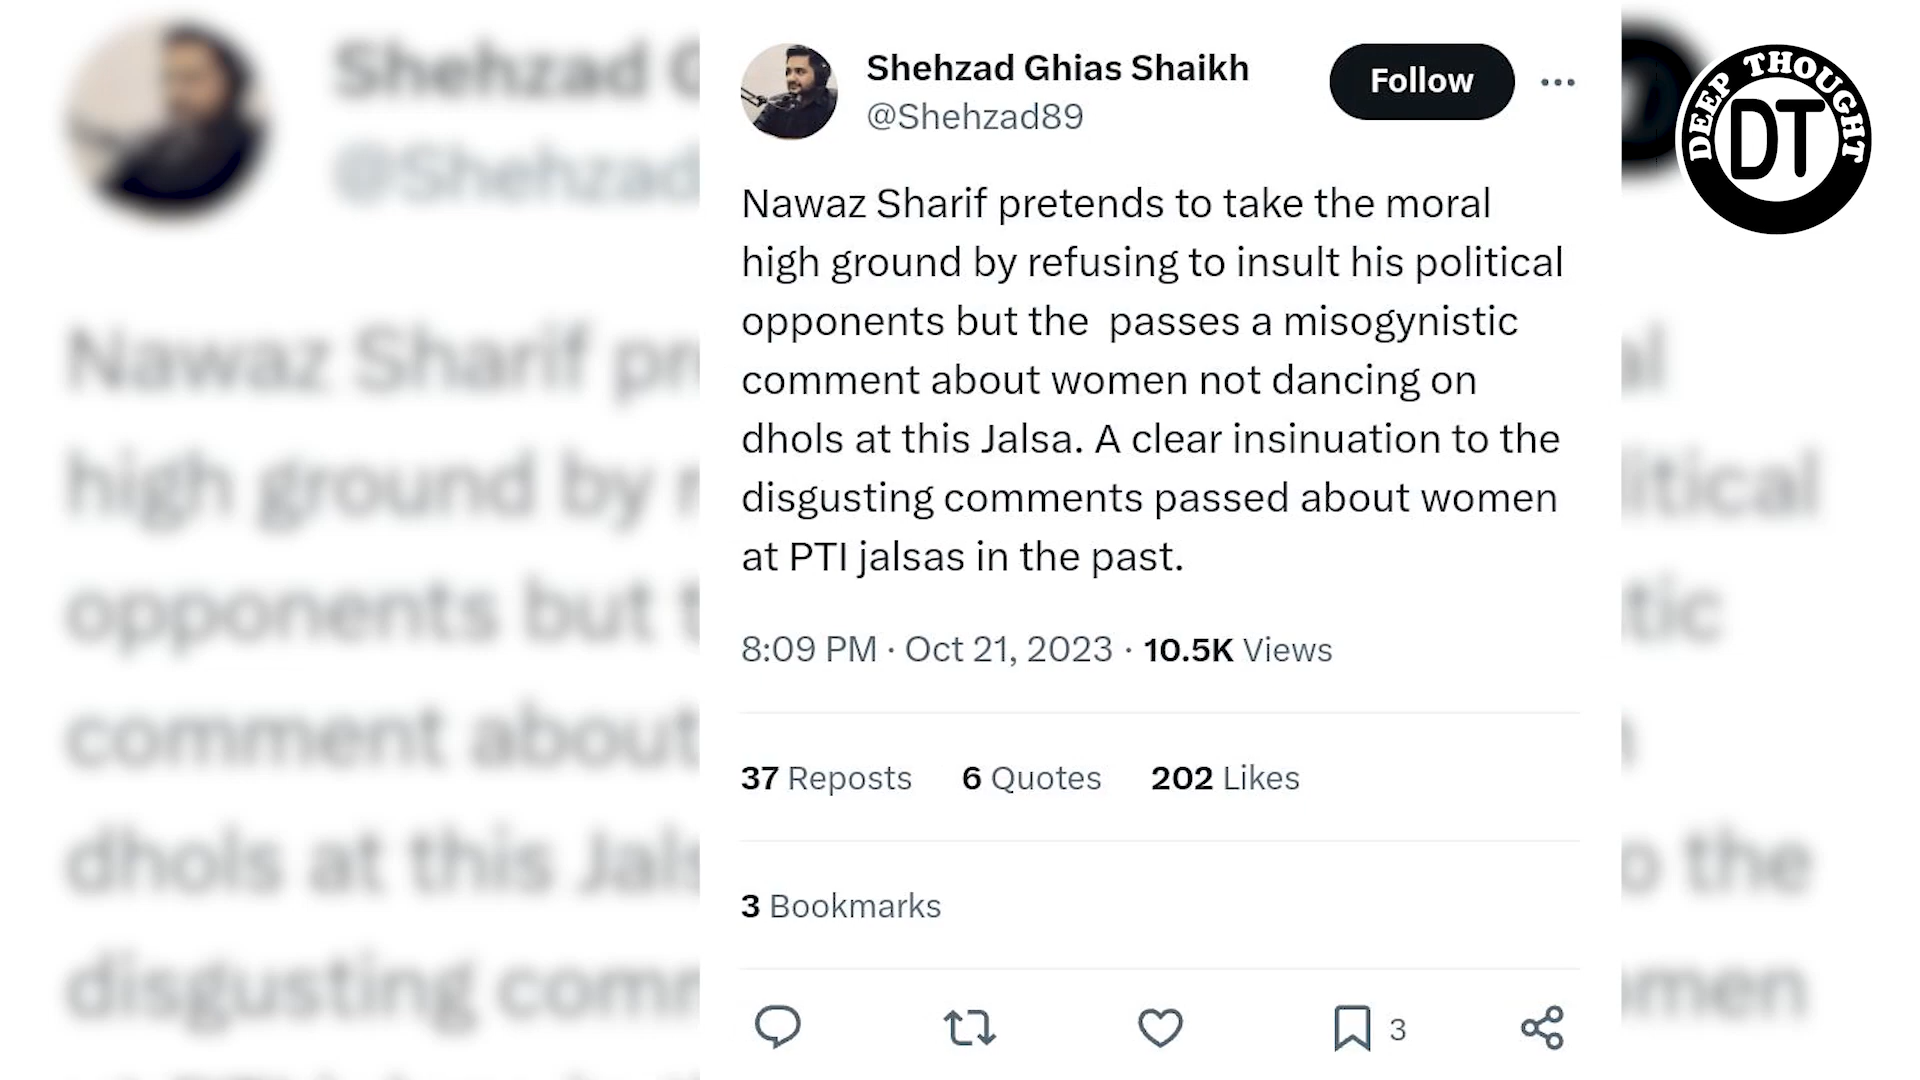 Shehzad Ghias Shaikh
@Shehzad89
Follow
Nawaz Sharif pretends to take the moral
high ground by refusing to insult his political
opponents but the  passes a misogynistic
comment about women not dancing on
dhols at this Jalsa. A clear insinuation to the
disgusting comments passed about women
at PTI jalsas in the past.
8:09 PM · Oct 21, 2023 · 10.5K Views
37 Reposts 6 Quotes 202 Likes
3 Bookmarks
3
DEEP THOUGHT
DT